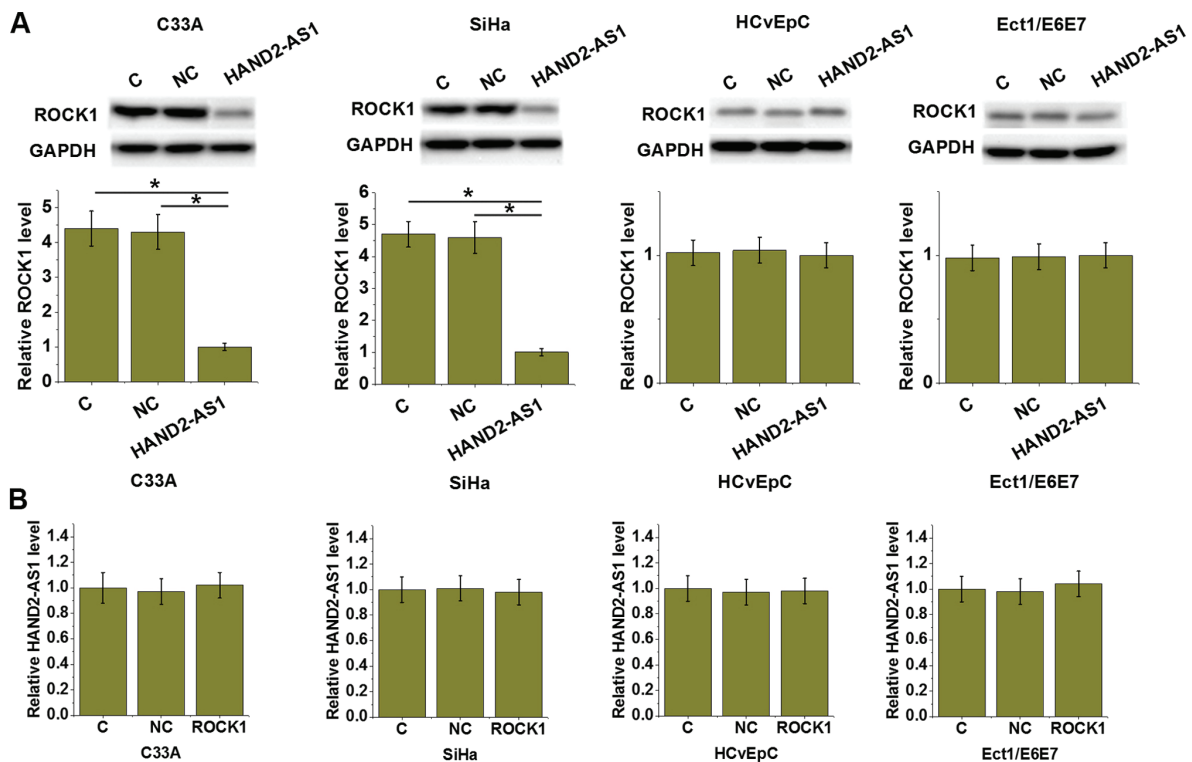 A
C33A
SiHa
HCvEpC
Ect1/E6E7
C NC HAND2-AS1
C NC HAND2-AS1
C NC HAND2-AS1
C NC HAND2-AS1
ROCK1
GAPDH
ROCK1
GAPDH
ROCK1
GAPDH
ROCK1
GAPDH
Relative ROCK1 level
5
4
3
2
1
0
*
*
C NC HAND2-AS1
C33A
Relative ROCK1 level
6
5
4
3
2
1
0
*
*
C NC HAND2-AS1
SiHa
Relative ROCK1 level
1
0
C NC HAND2-AS1
HCvEpC
Relative ROCK1 level
1
0
C NC HAND2-AS1
Ect1/E6E7
B
Relative HAND2-AS1 level
1.4
1.2
1.0
0.8
0.6
0.4
0.2
0.0
C NC ROCK1
C33A
Relative HAND2-AS1 level
1.4
1.2
1.0
0.8
0.6
0.4
0.2
0.0
C NC ROCK1
SiHa
Relative HAND2-AS1 level
1.4
1.2
1.0
0.8
0.6
0.4
0.2
0.0
C NC ROCK1
HCvEpC
Relative HAND2-AS1 level
1.4
1.2
1.0
0.8
0.6
0.4
0.2
0.0
C NC ROCK1
Ect1/E6E7